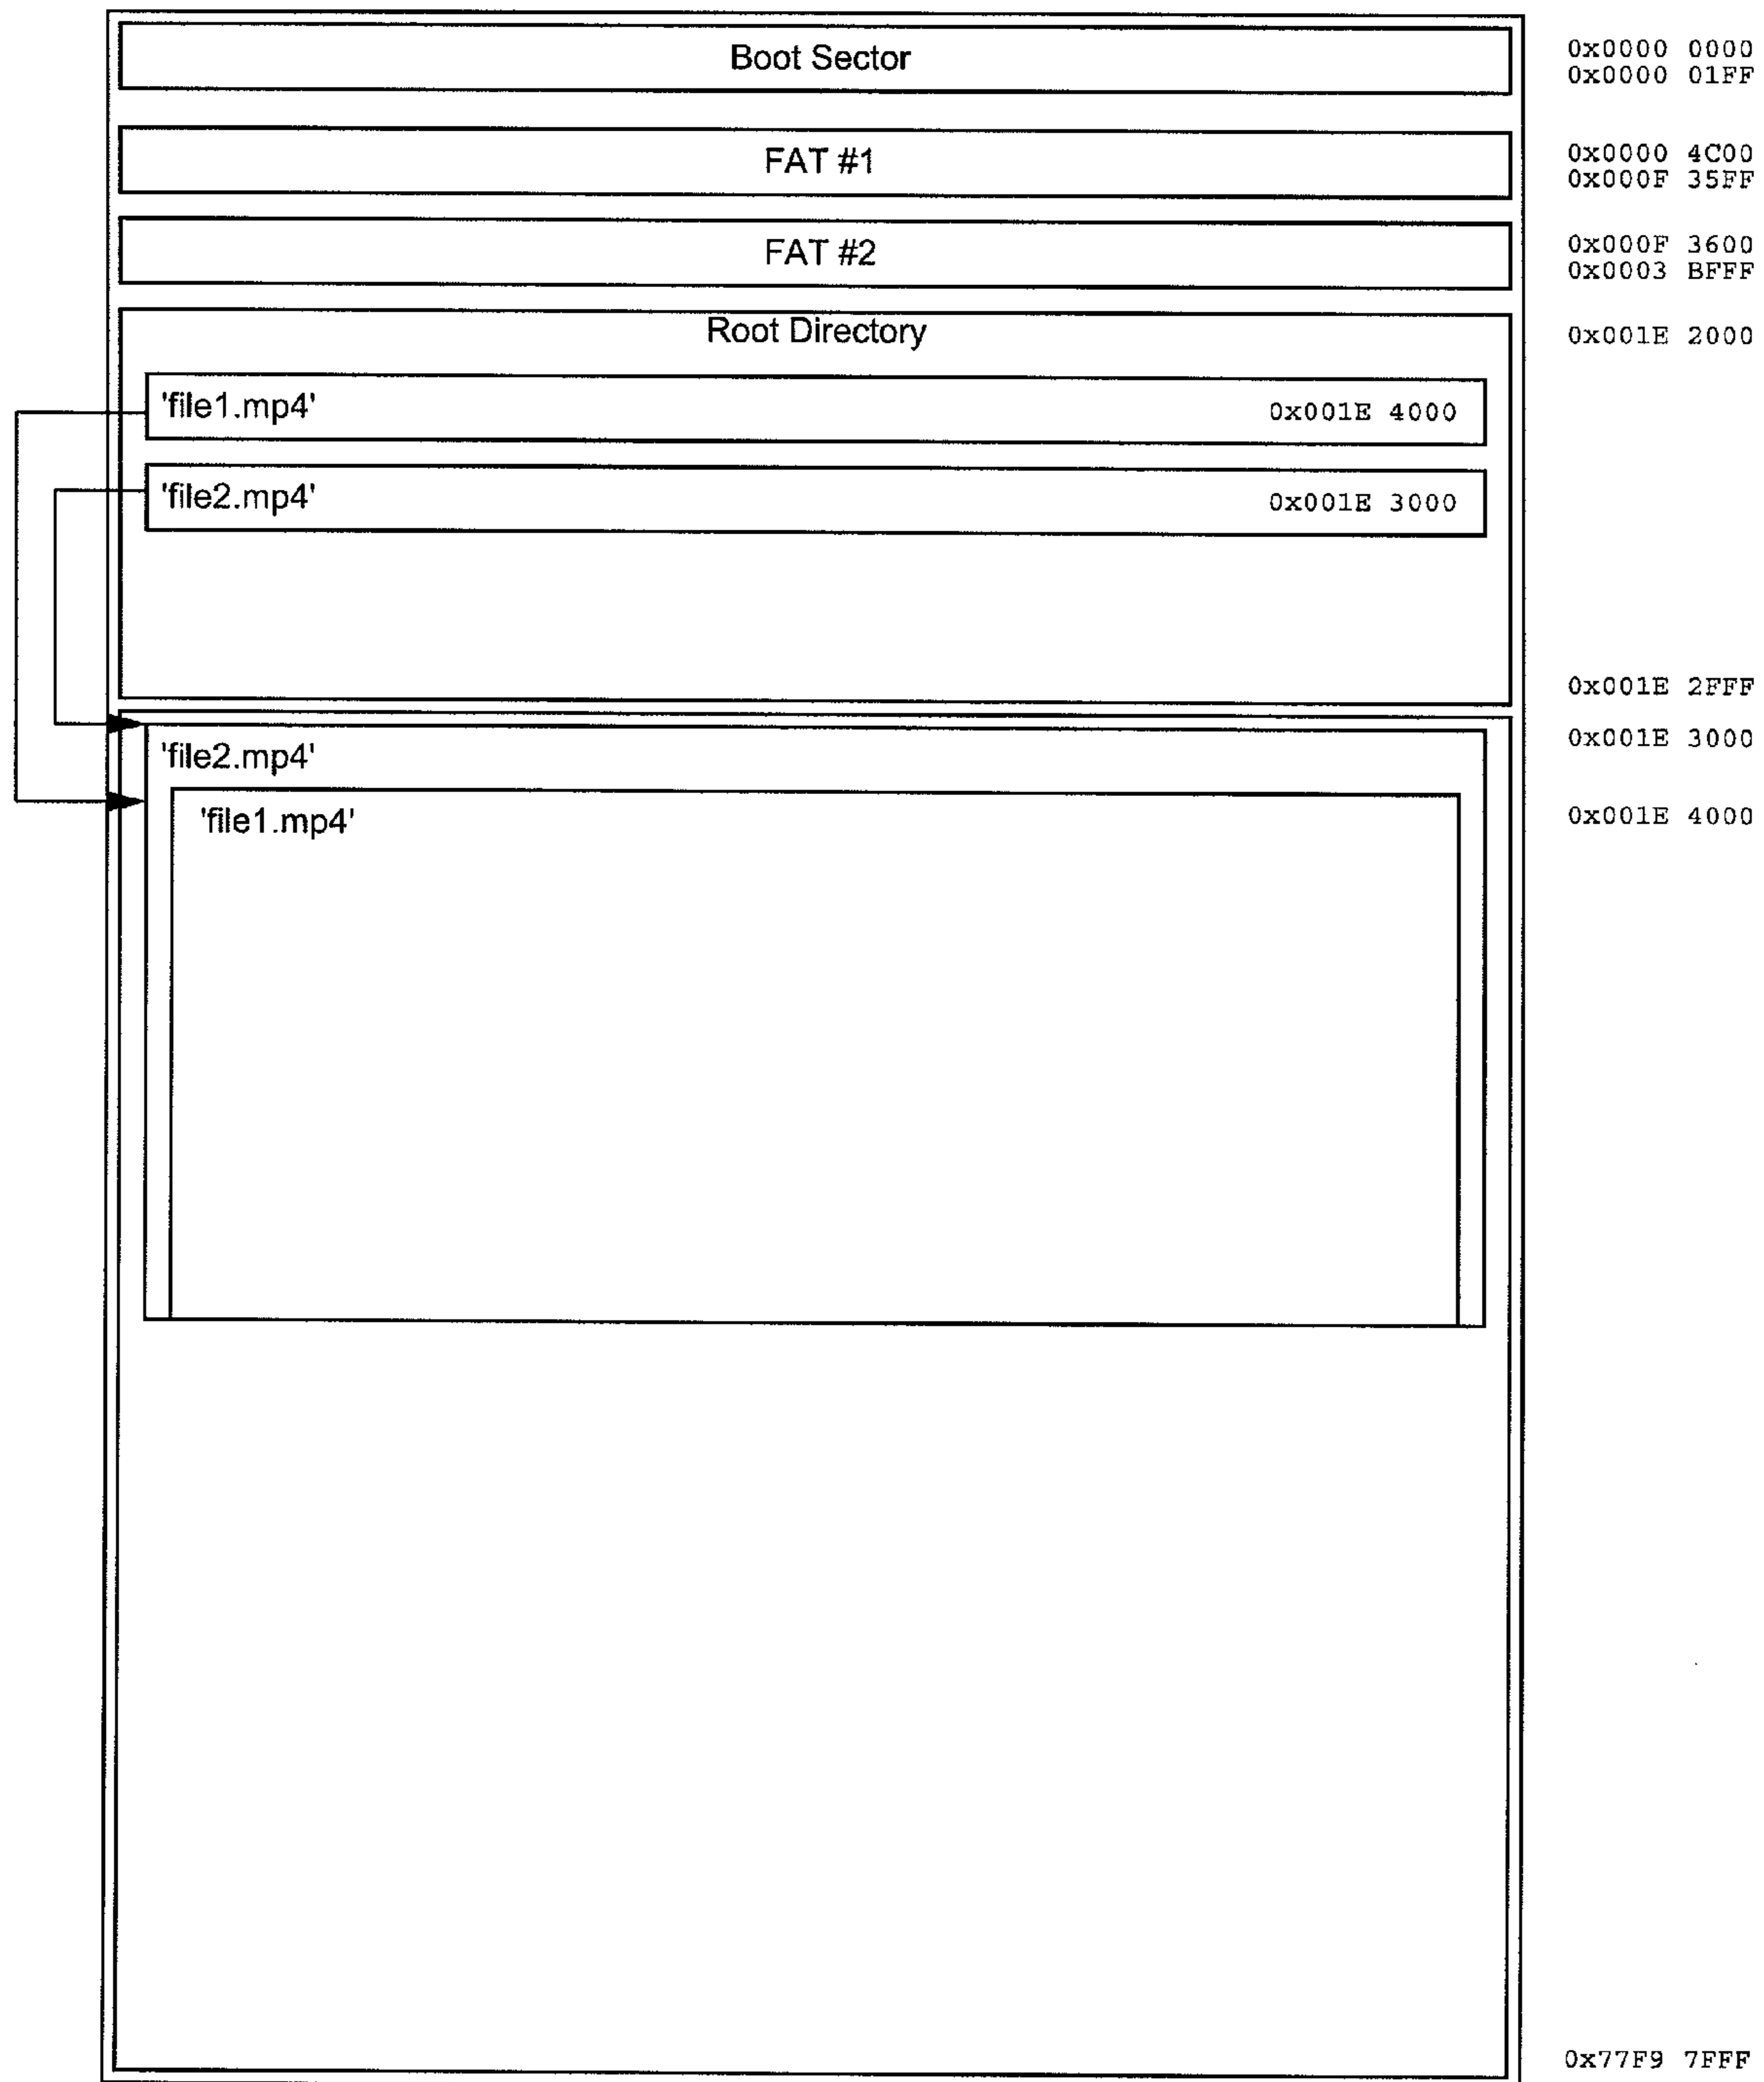 Boot Sector
0x0000 0000
0x0000 01FF
FAT #1
0x0000 4C00
0x000F 35FF
FAT #2
0x000F 3600
0x0003 BFFF
Root Directory
0x001E 2000
'file1.mp4' 0x001E 4000
'file2.mp4' 0x001E 3000
0x001E 2FFF
0x001E 3000
'file2.mp4'
0x001E 4000
'file1.mp4'
0x77F9 7FFF